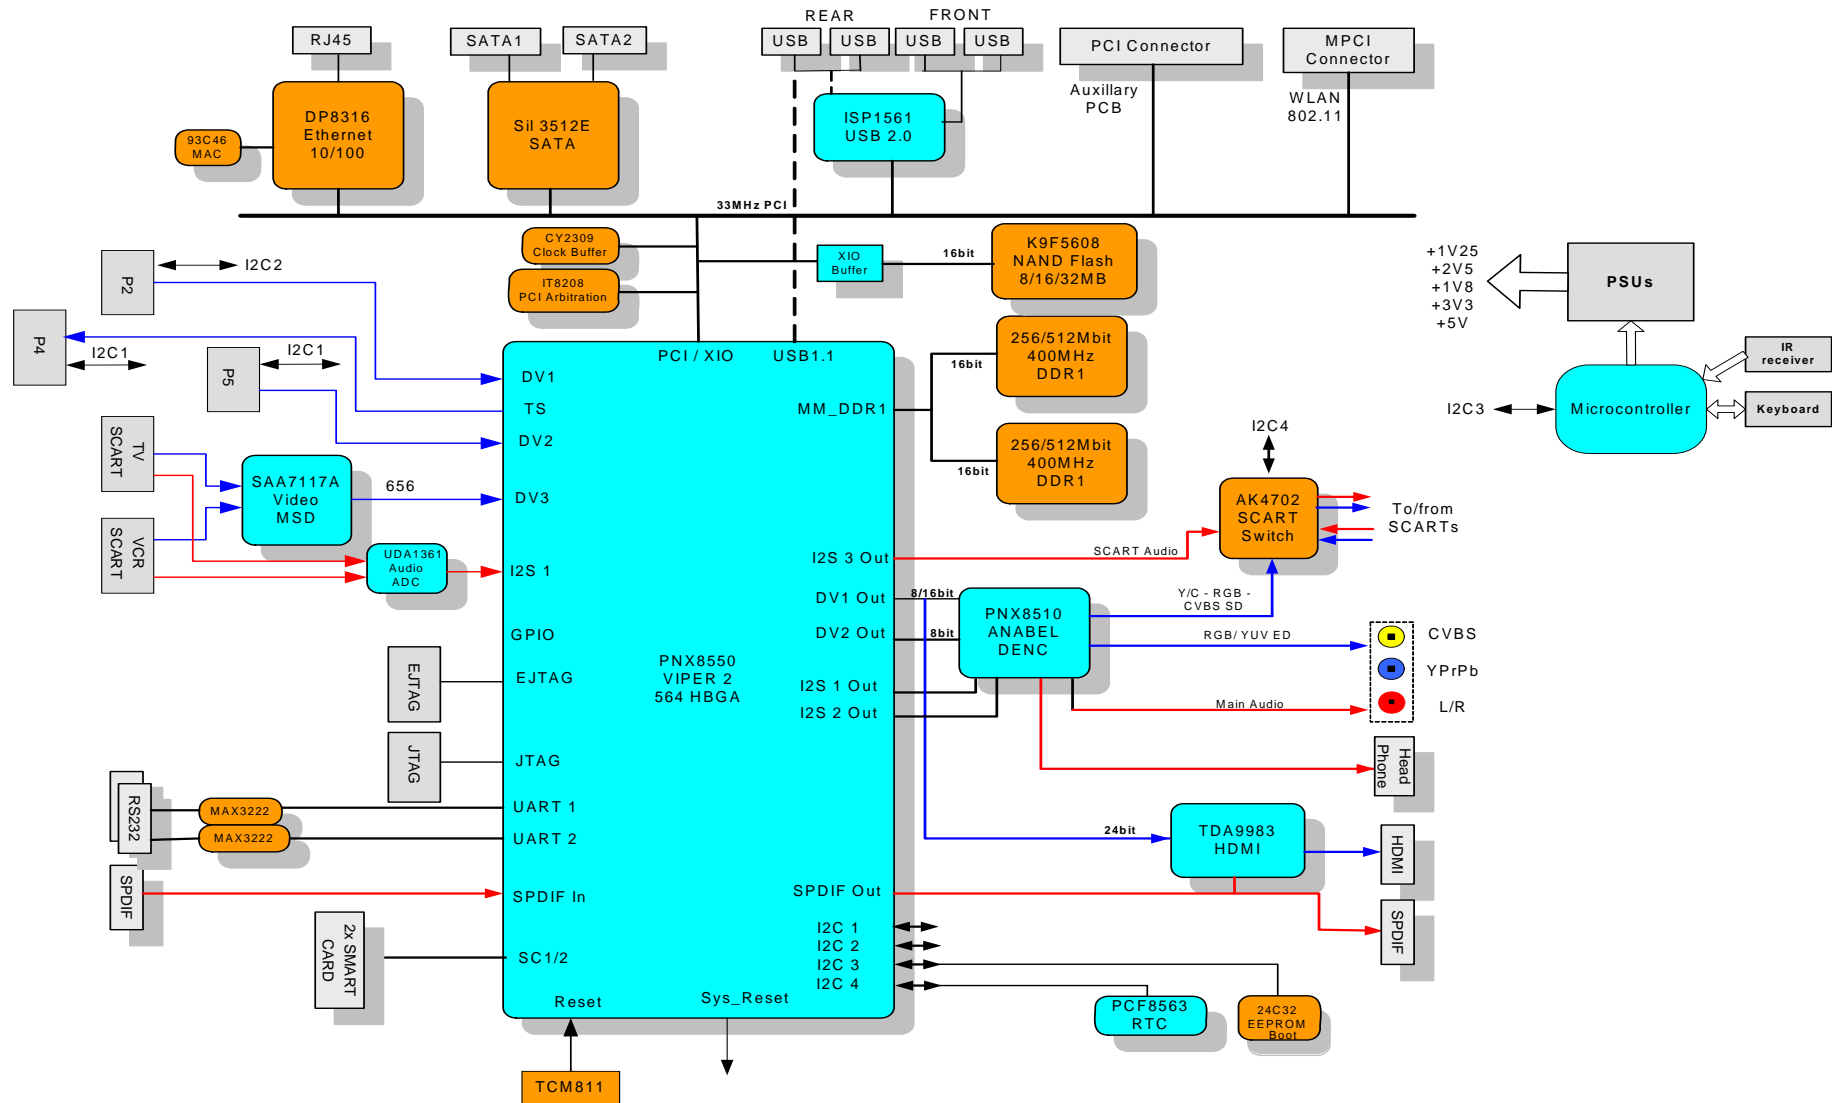 REAR
FRONT
RJ45
SATA1
SATA2
USB
USB
USB
USB
PCI Connector
MPCI
Connector
DP8316
Ethernet
10/100
93C46
MAC
Sil 3512E
SATA
ISP1561
USB 2.0
Auxillary
PCB
WLAN
802.11
33MHz PCI
CY2309
Clock Buffer
IT8208
PCI Arbitration
XIO
Buffer
16bit
K9F5608
NAND Flash
8/16/32MB
+1V25
+2V5
+1V8
+3V3
+5V
PSUs
P2
I2C2
P4
I2C1
P5
I2C1
PCI / XIO
USB1.1
DV1
TS
DV2
MM_DDR1
16bit
256/512Mbit
400MHz
DDR1
16bit
256/512Mbit
400MHz
DDR1
IR
receiver
Microcontroller
I2C3
Keyboard
TV
SCART
VCR
SCART
SAA7117A
Video
MSD
656
DV3
UDA1361
Audio
ADC
I2S 1
I2C4
AK4702
SCART
Switch
To/from
SCARTs
I2S 3 Out
SCART Audio
DV1 Out
8/16bit
DV2 Out
8bit
PNX8510
ANABEL
DENC
Y/C - RGB -
CVBS SD
RGB/ YUV ED
CVBS
YPrPb
L/R
GPIO
PNX8550
VIPER 2
564 HBGA
EJTAG
EJTAG
I2S 1 Out
I2S 2 Out
Main Audio
Head
Phone
JTAG
JTAG
RS232
MAX3222
MAX3222
UART 1
UART 2
24bit
TDA9983
HDMI
HDMI
SPDIF
SPDIF In
SPDIF Out
SPDIF
2x SMART
CARD
SC1/2
I2C 1
I2C 2
I2C 3
I2C 4
Reset
Sys_Reset
PCF8563
RTC
24C32
EEPROM
Boot
TCM811